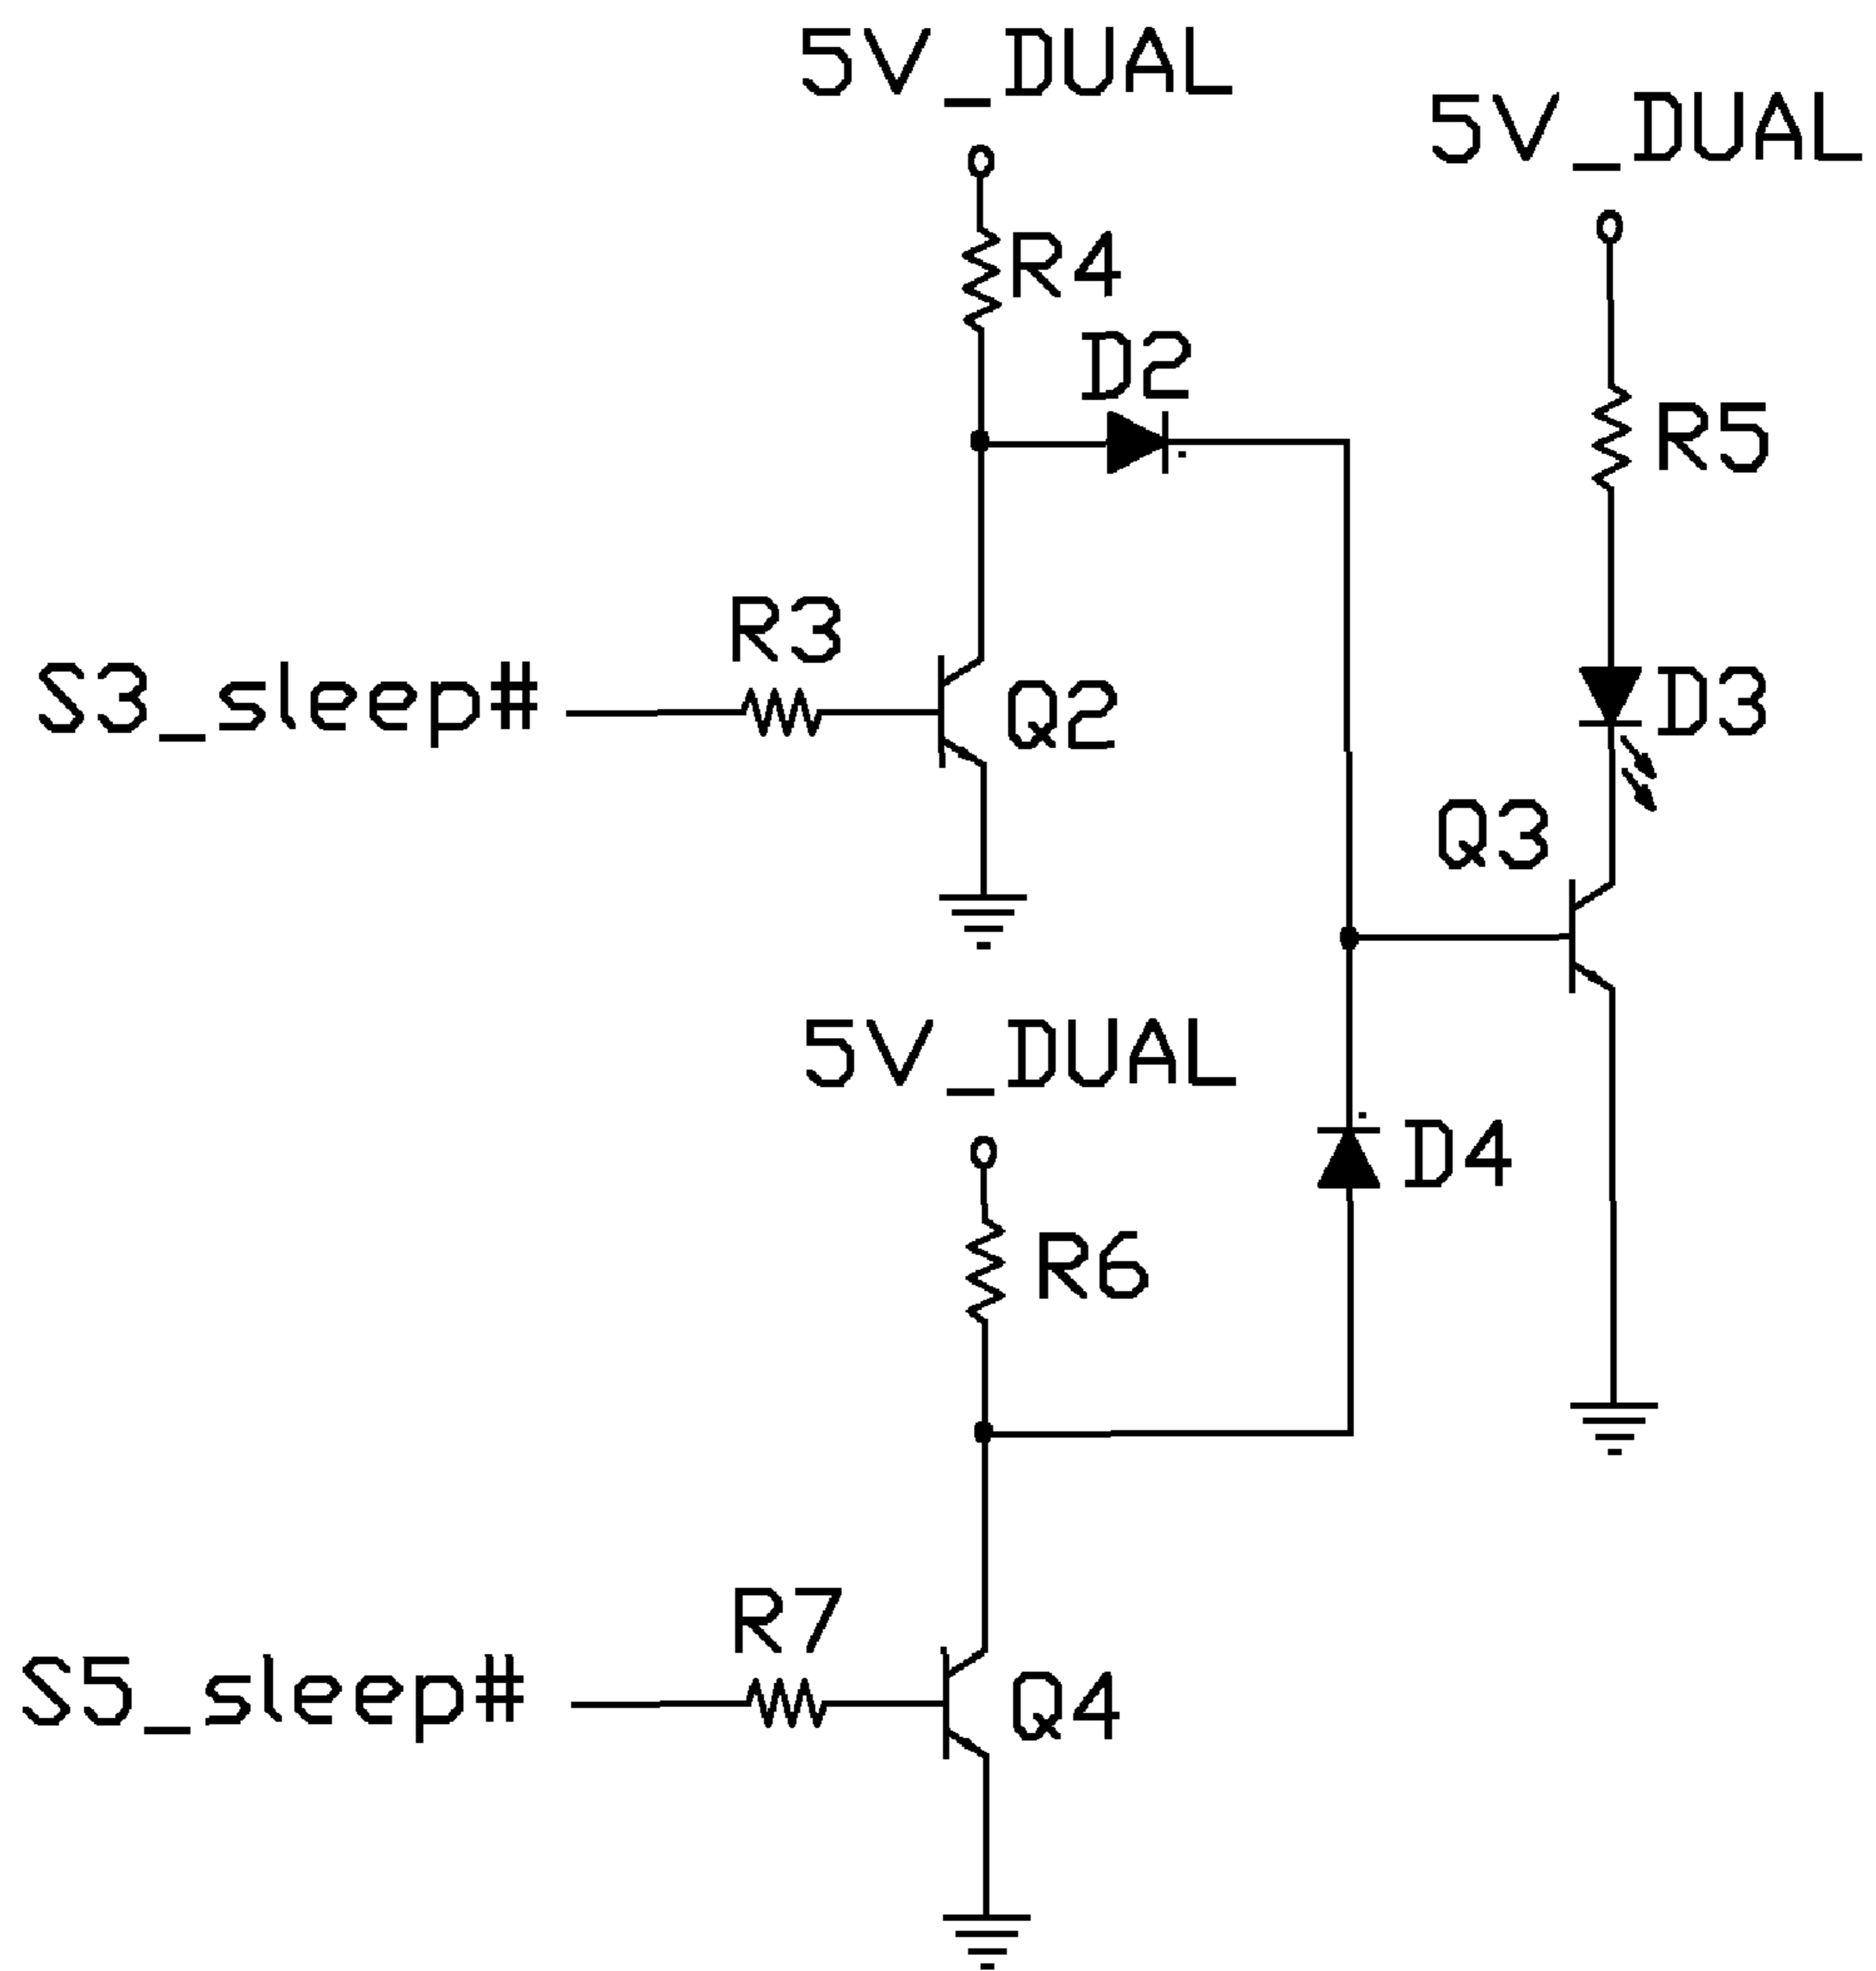 5V_DUAL
5V_DUAL
R4
D2
R5
R3
S3_sleep#
Q2
D3
Q3
5V_DUAL
D4
R6
R7
S5_sleep#
Q4